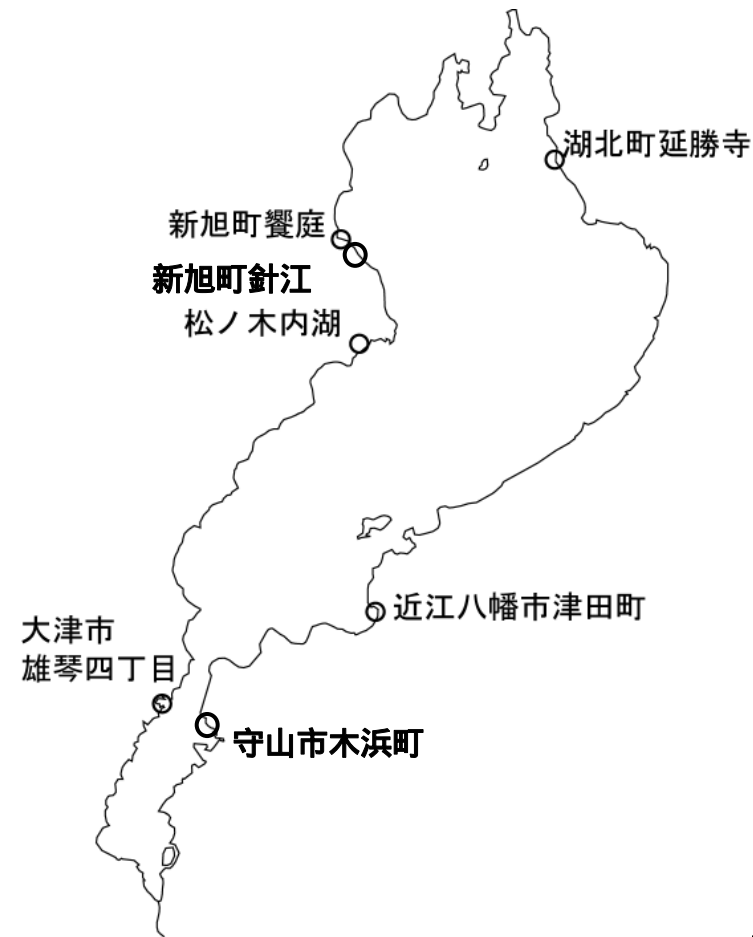 湖北町延勝寺
新旭町饗庭
新旭町針江
松ノ木内湖
近江八幡市津田町
大津市
雄琴四丁目
守山市木浜町